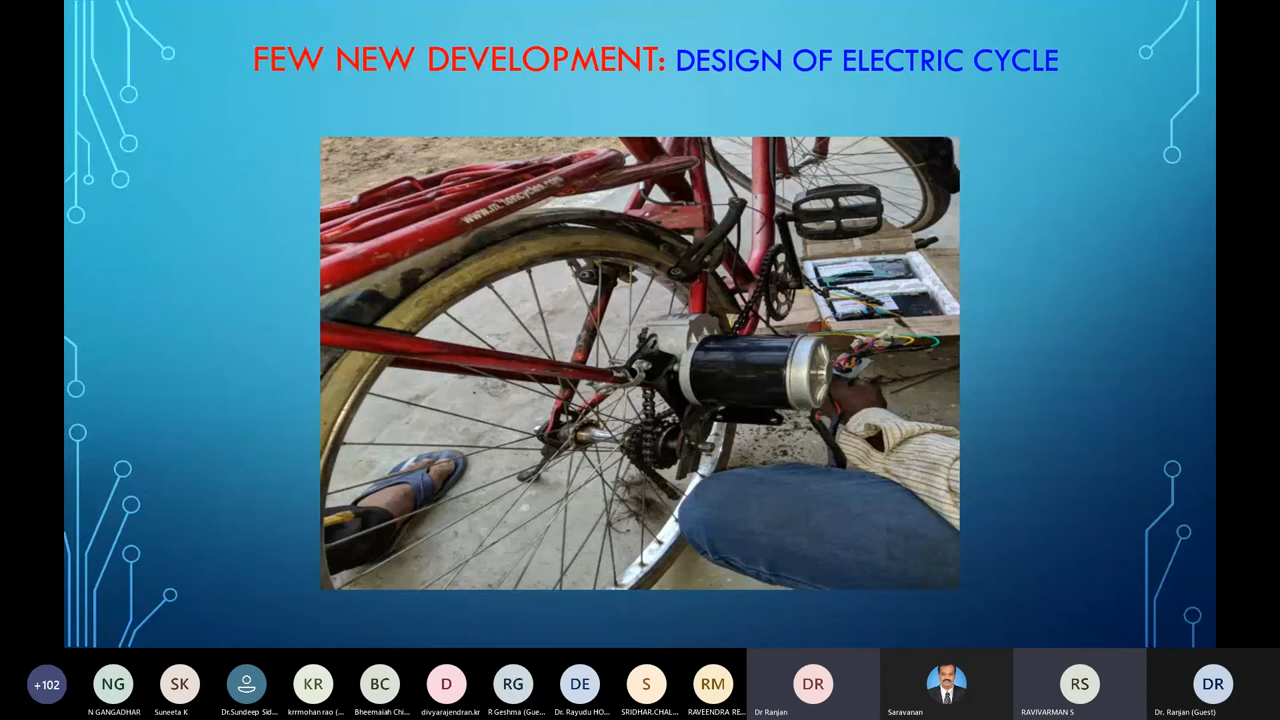 FEW NEW DEVELOPMENT: DESIGN OF ELECTRIC CYCLE
+102
NG
SK
KR
BC
D
RG
DE
S
RM
DR
RS
DR
N GANGADHAR
Suneeta K
Dr.Sundeep Sid...
krrmohan rao (...
Bheemaiah Chi...
divyarajendran.kr
R Geshma (Gue...
Dr. Rayudu HO...
SRIDHAR.CHAL...
RAVEENDRA RE...
Dr Ranjan
Saravanan
RAVIVARMAN S
Dr. Ranjan (Guest)